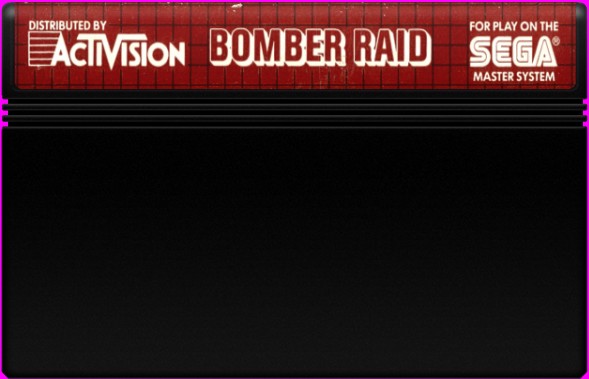 DISTRIBUTED BY
ACTIVISION
BOMBER RAID
FOR PLAY ON THE
SEGA®
MASTER SYSTEM